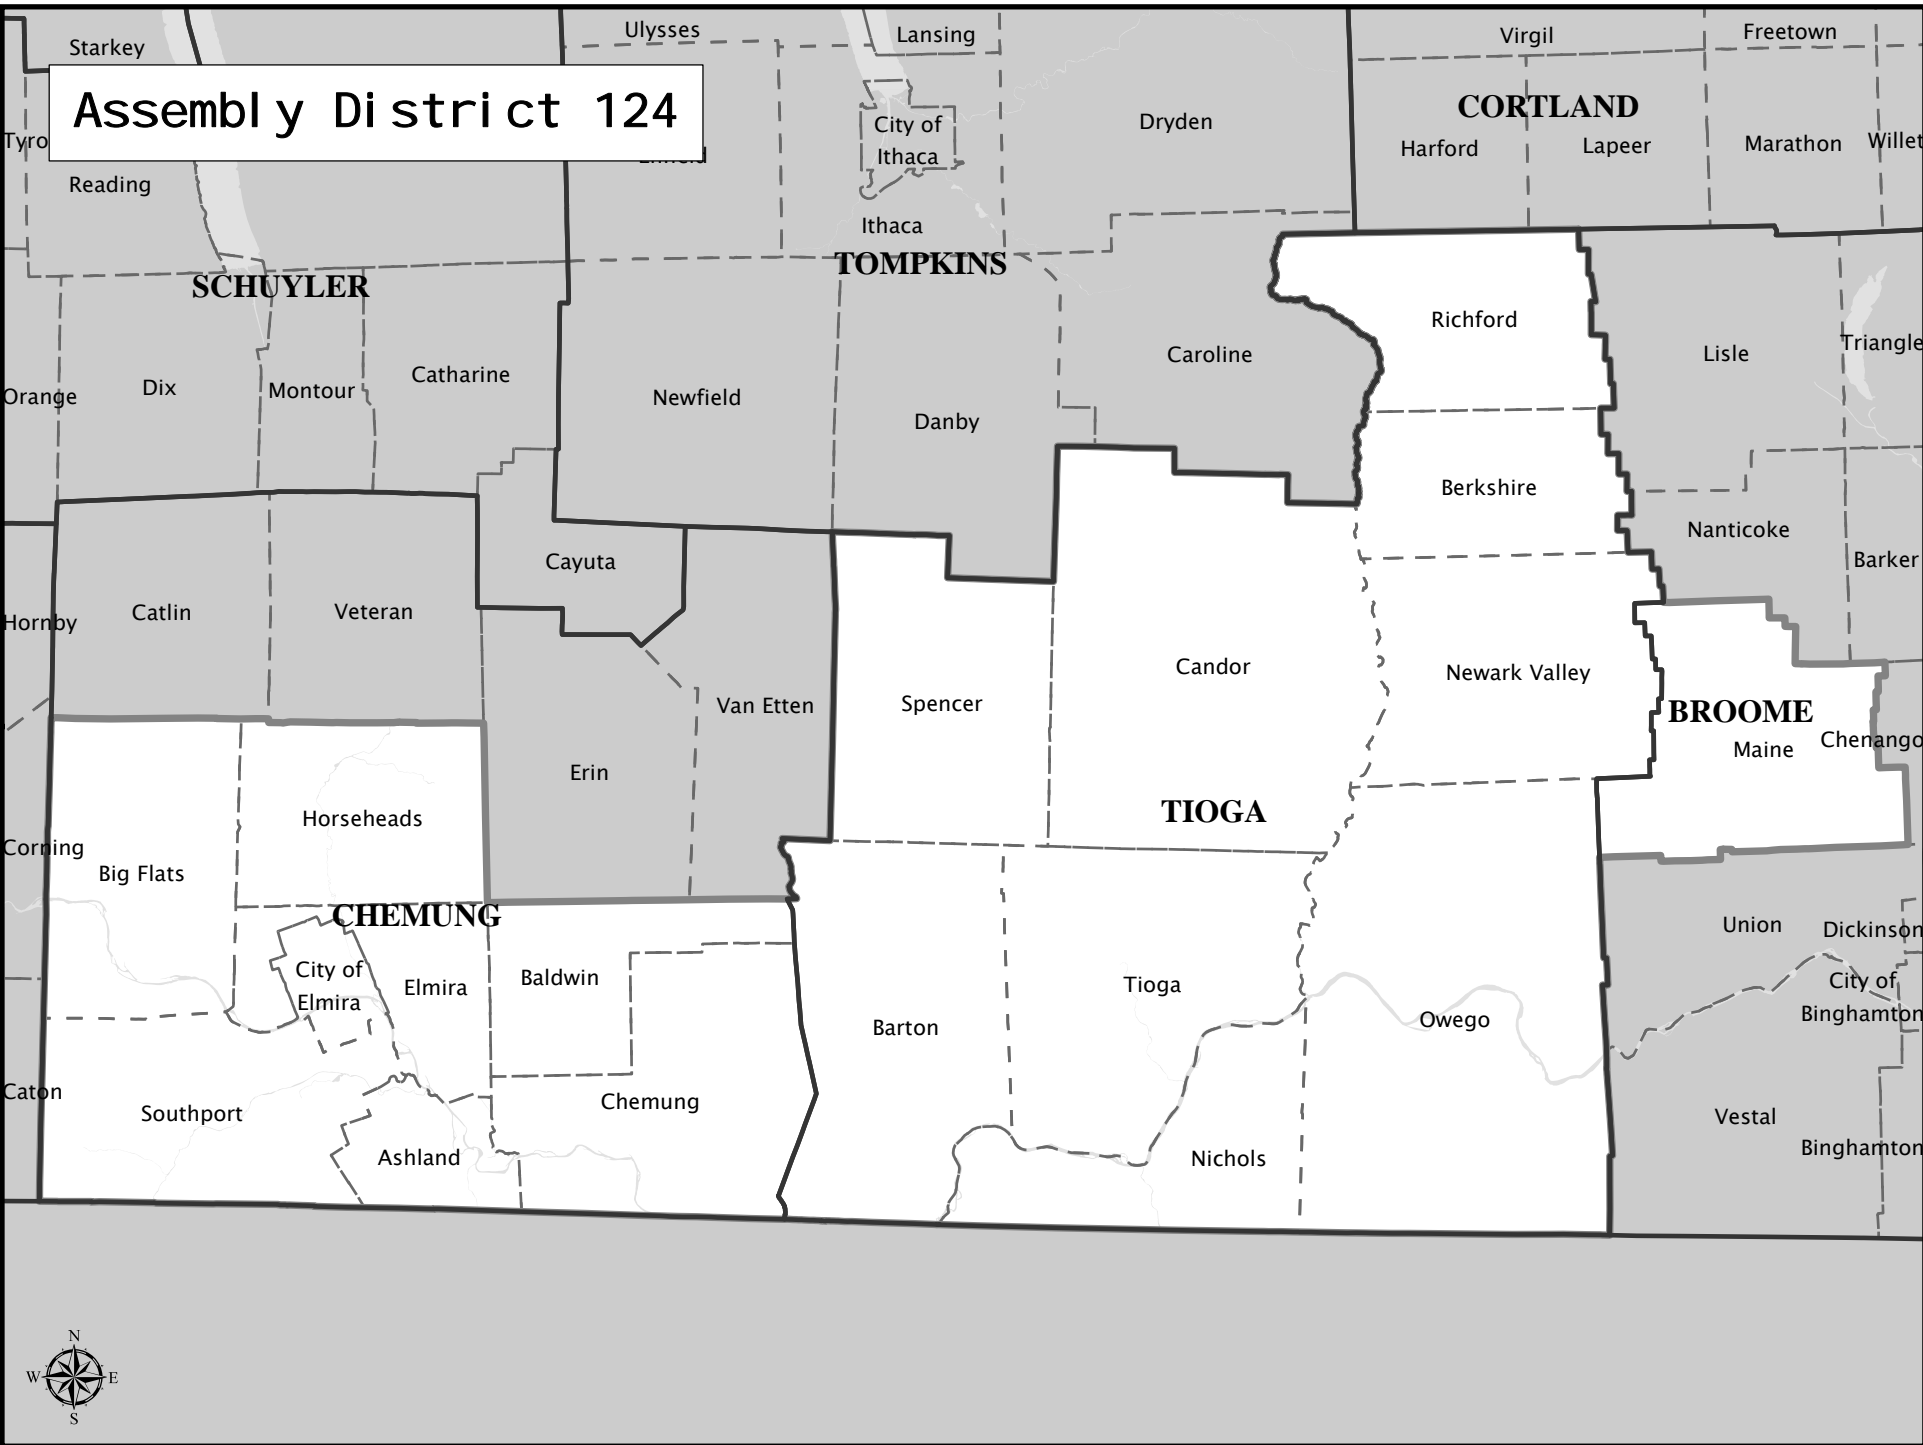 Ulysses
Lansing
Virgil
Freetown
Starkey
Assembly District 124
CORTLAND
City of
Ithaca
Dryden
Tyro
Harford
Lapeer
Marathon
Willet
Reading
Ithaca
TOMPKINS
SCHUYLER
Richford
Triangle
Lisle
Caroline
Catharine
Dix
Montour
Orange
Newfield
Danby
Berkshire
Nanticoke
Barker
Cayuta
Catlin
Veteran
Hornby
Candor
Newark Valley
Spencer
Van Etten
BROOME
Maine
Chenango
Erin
TIOGA
Horseheads
Corning
Big Flats
CHEMUNG
Union
Dickinson
City of
Elmira
Elmira
Baldwin
Tioga
City of
Binghamton
Barton
Owego
Caton
Southport
Chemung
Vestal
Ashland
Nichols
Binghamton
N
W
E
S